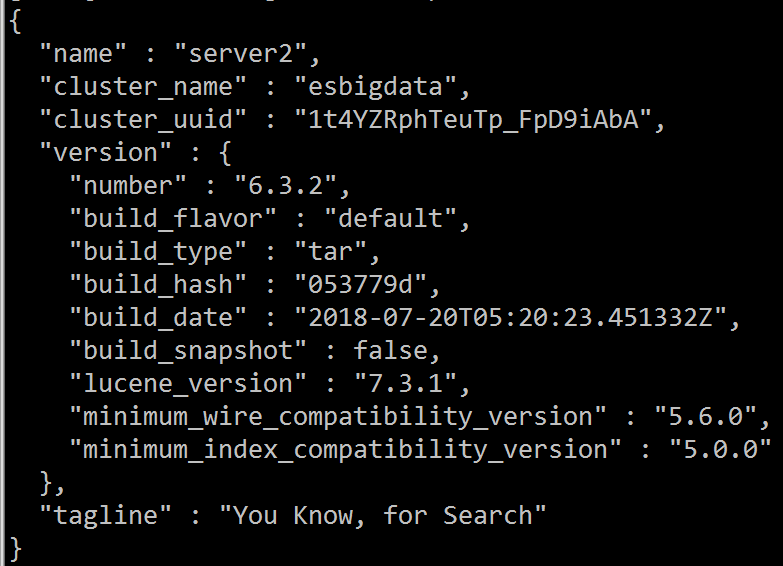 {
  "name" : "server2",
  "cluster_name" : "esbigdata",
  "cluster_uuid" : "1t4YZRphTeuTp_FpD9iAbA",
  "version" : {
    "number" : "6.3.2",
    "build_flavor" : "default",
    "build_type" : "tar",
    "build_hash" : "053779d",
    "build_date" : "2018-07-20T05:20:23.451332Z",
    "build_snapshot" : false,
    "lucene_version" : "7.3.1",
    "minimum_wire_compatibility_version" : "5.6.0",
    "minimum_index_compatibility_version" : "5.0.0"
  },
  "tagline" : "You Know, for Search"
}